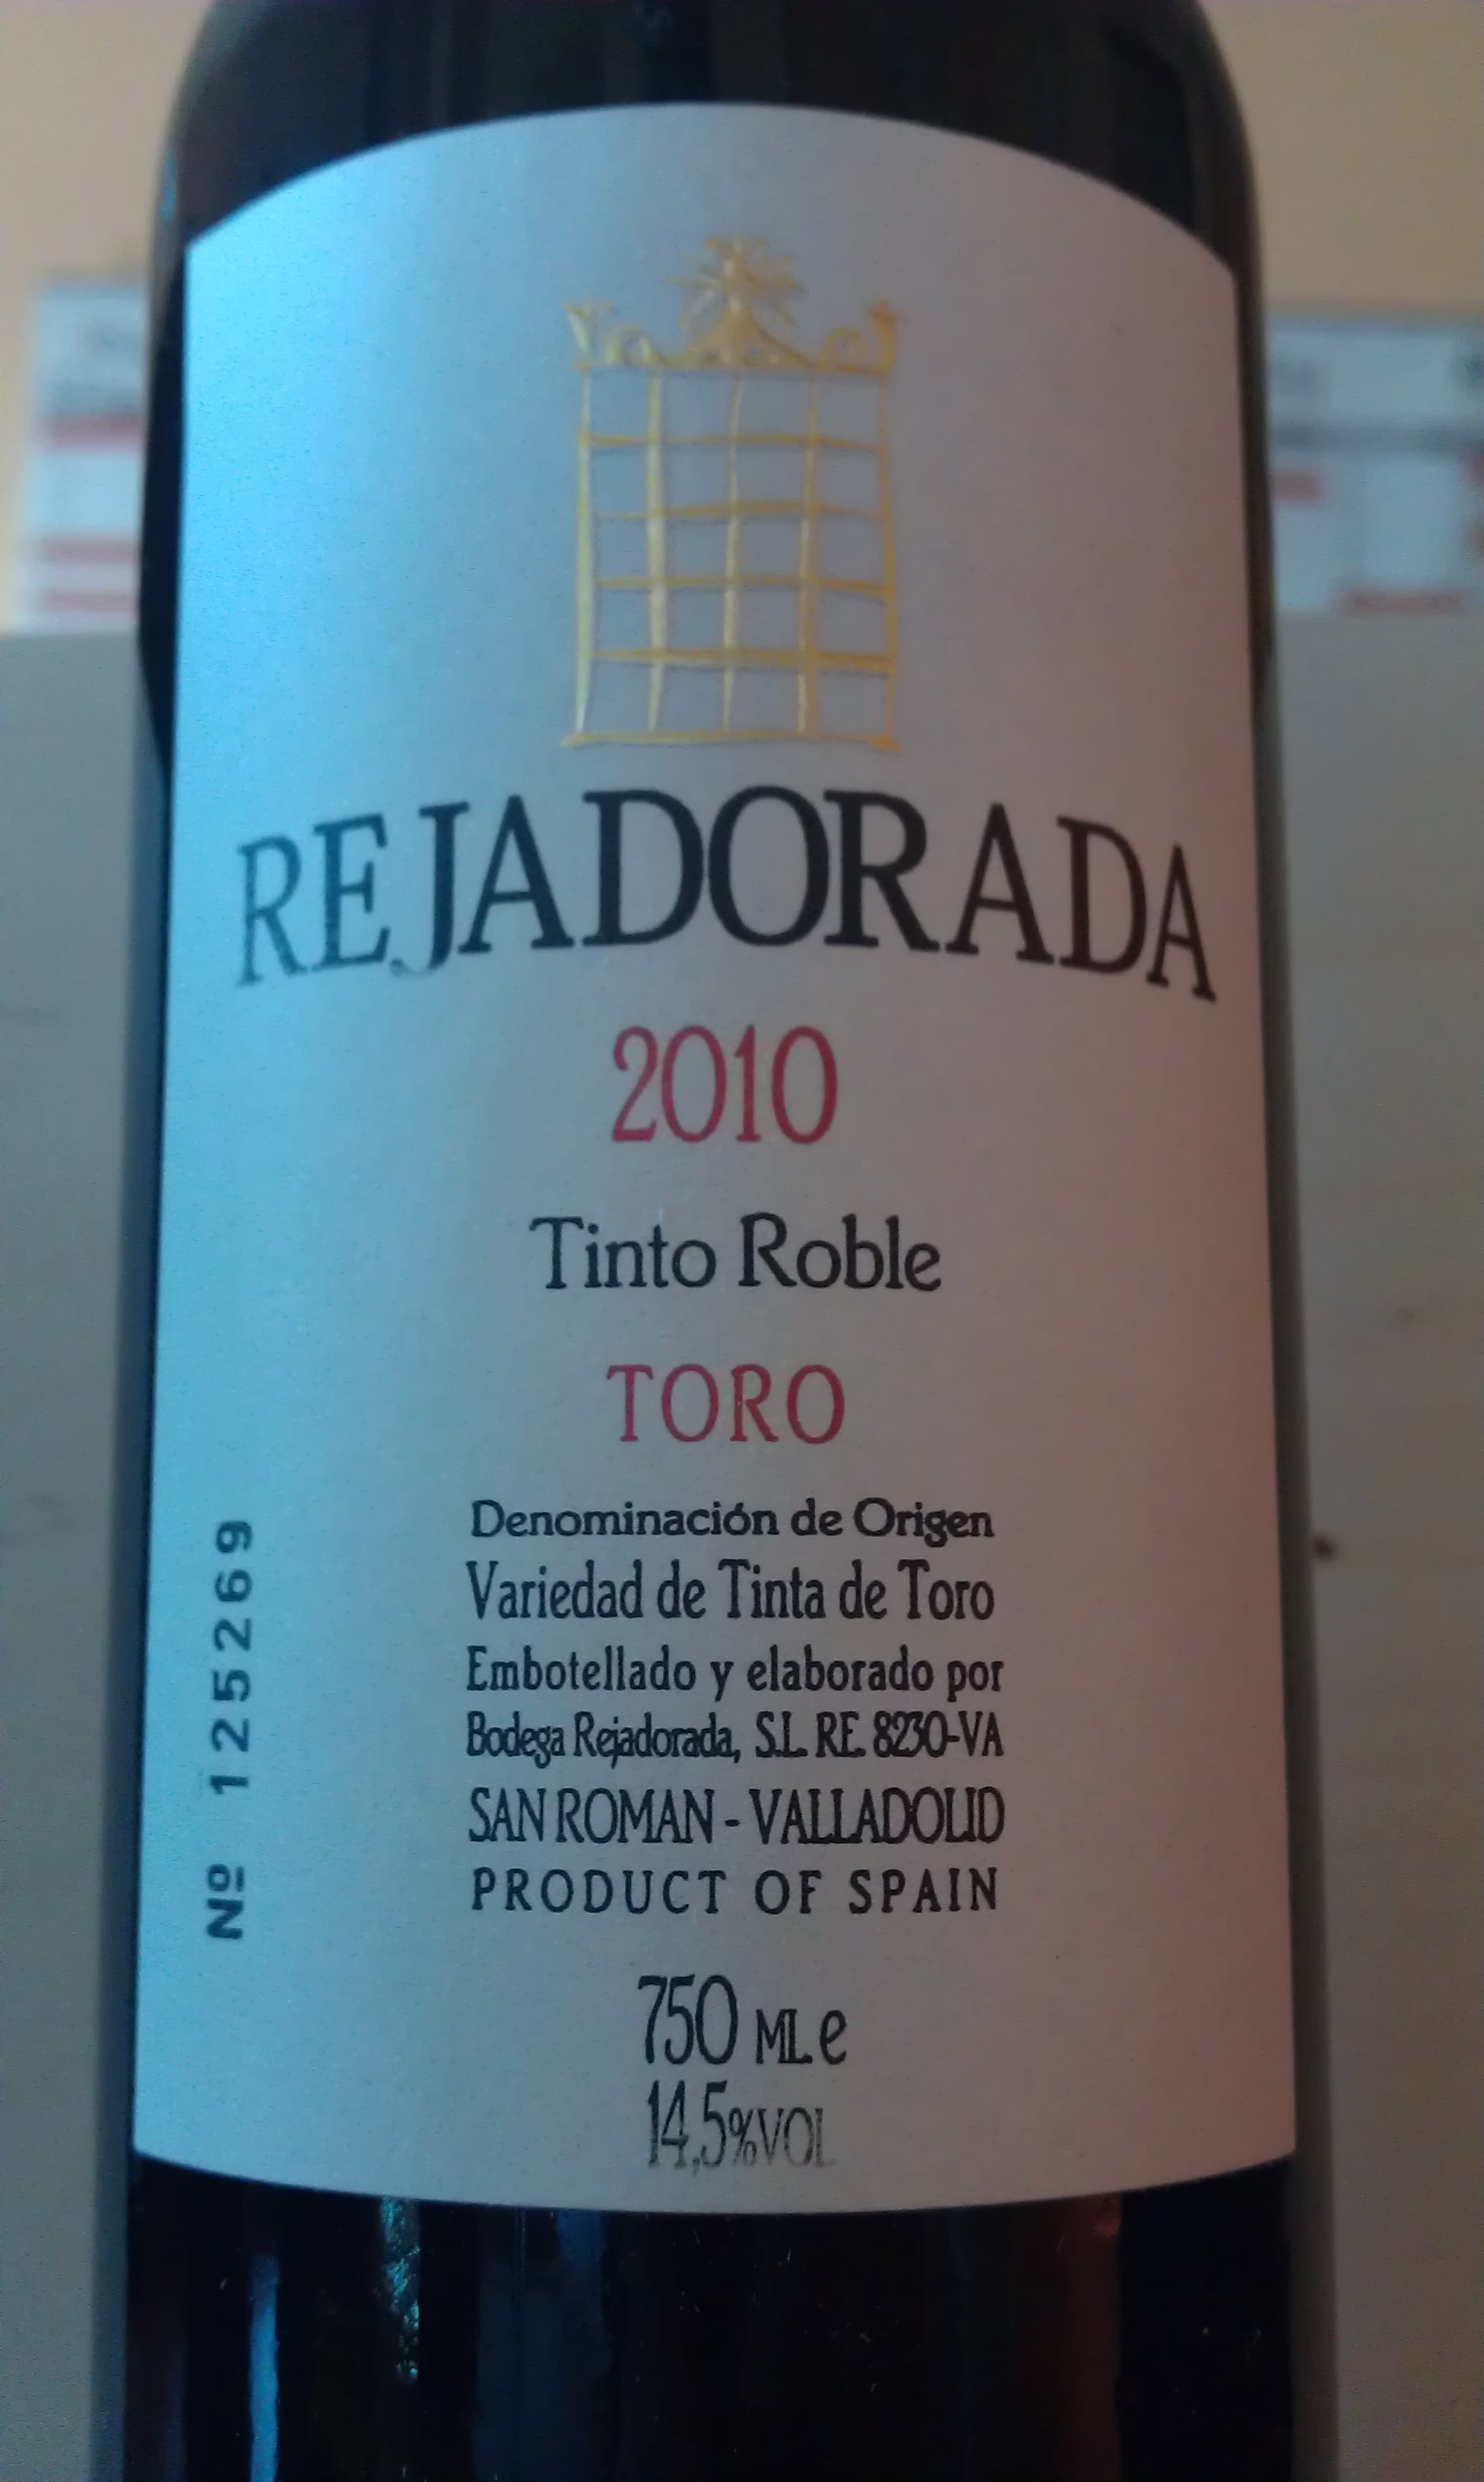 REJADORADA
2010
Tinto Roble
TORO
Denominación de Origen
Variedad de Tinta de Toro
Embotellado y elaborado por
Bodega Rejadorada, S.L. RE. 8230-VA
SAN ROMAN - VALLADOLID
PRODUCT OF SPAIN
750 ML e
14,5%VOL
Nº 125269